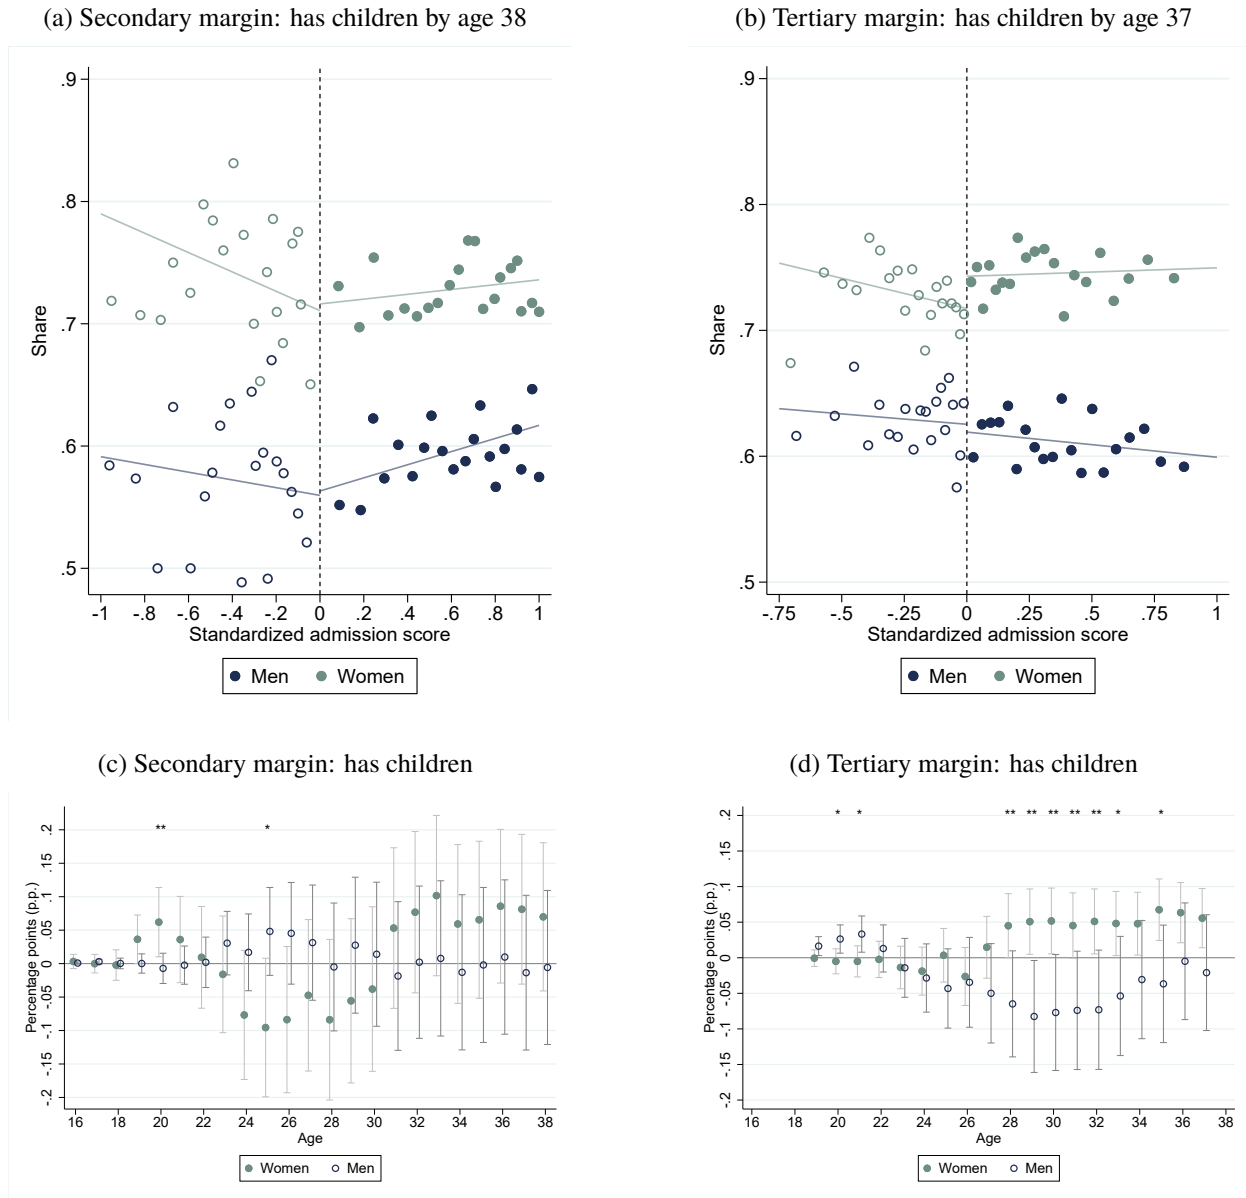 (a) Secondary margin: has children by age 38
.9
.8
.7
.6
.5
Share
-1 -.8 -.6 -.4 -.2 0 .2 .4 .6 .8 1
Standardized admission score
Men Women
(b) Tertiary margin: has children by age 37
.9
.8
.7
.6
.5
Share
-.75 -.5 -.25 0 .25 .5 .75 1
Standardized admission score
Men Women
(c) Secondary margin: has children
** *
.2
.15
.1
.05
0
-.05
-.1
-.15
-.2
Percentage points (p.p.)
16 18 20 22 24 26 28 30 32 34 36 38
Age
Women Men
(d) Tertiary margin: has children
* * ** ** ** ** ** * *
.2
.15
.1
.05
0
-.05
-.1
-.15
-.2
Percentage points (p.p.)
16 18 20 22 24 26 28 30 32 34 36 38
Age
Women Men